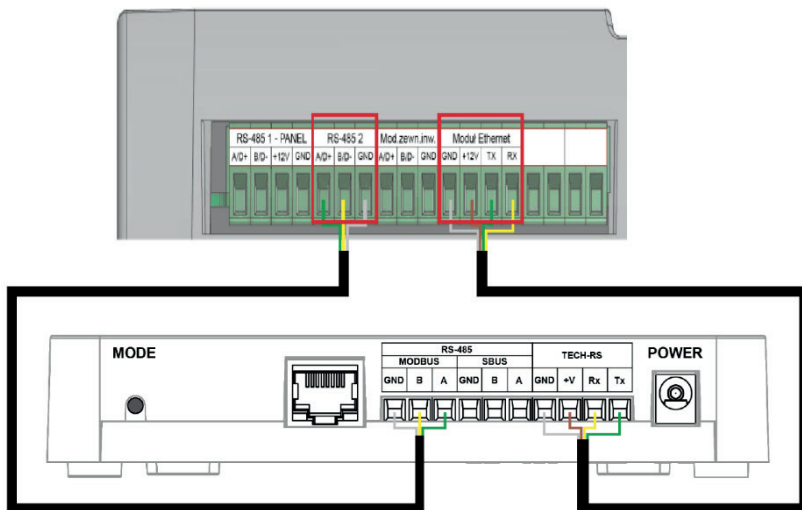 RS-485 1 - PANEL RS-485 2 Mod.zewn.inw. Moduł Ethernet
A/D+ B/D- +12V GND A/D+ B/D- GND A/D+ B/D- GND GND +12V TX RX
MODE RS-485 TECH-RS POWER
MODBUS SBUS
GND B A GND B A GND +V Rx Tx